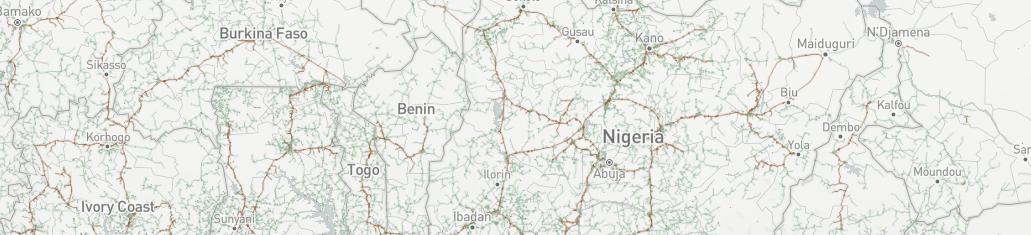 Bamako
Katsina
Burkina Faso
Gusau
N'Djamena
Kano
Maiduguri
Sikasso
Biu
Benin
Kalfou
Korhogo
Nigeria
Dembo
Yola
Togo
Abuja
Ilorin
Moundou
Ivory Coast
Sunyani
Ibadan